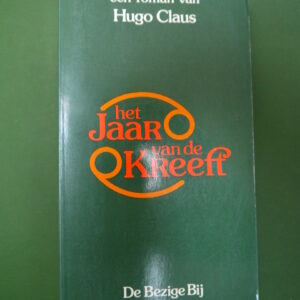 een roman van
Hugo Claus
het
Jaar
van de
Kreeft
De Bezige Bij